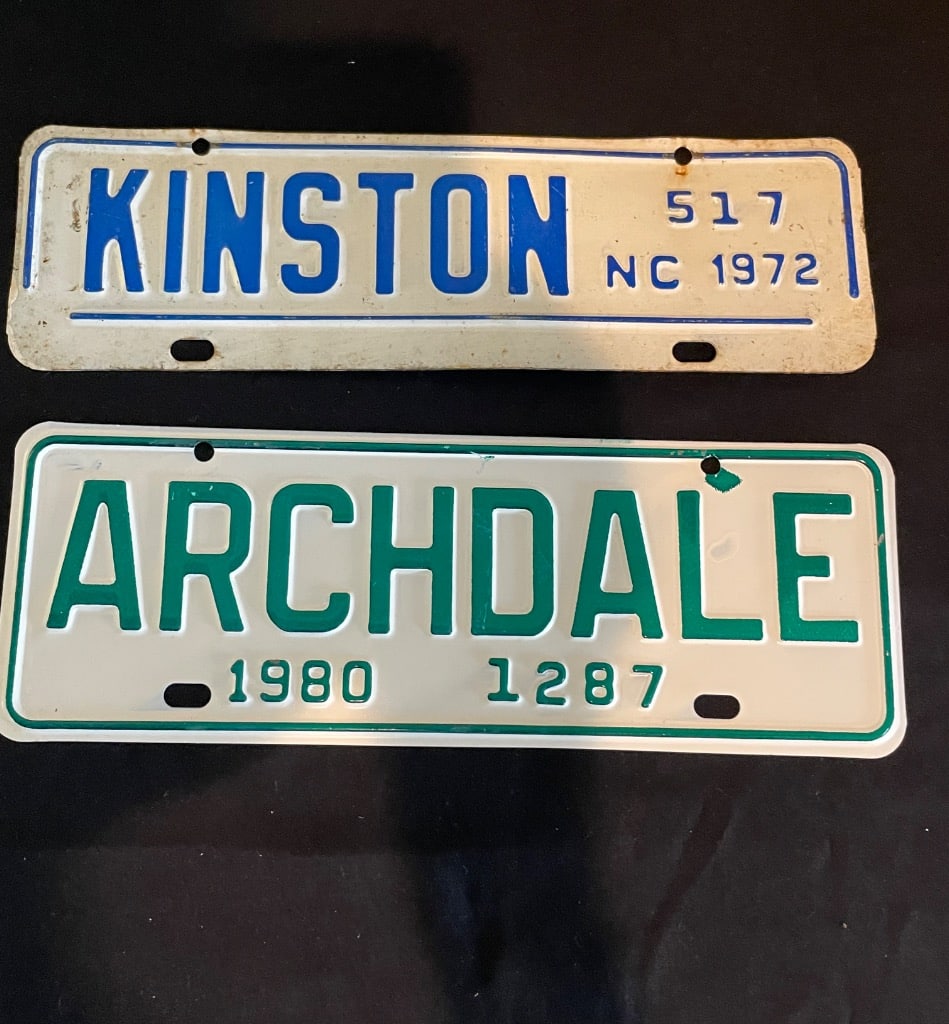 KINSTON
517
NC 1972
ARCHDALE
1980 1287